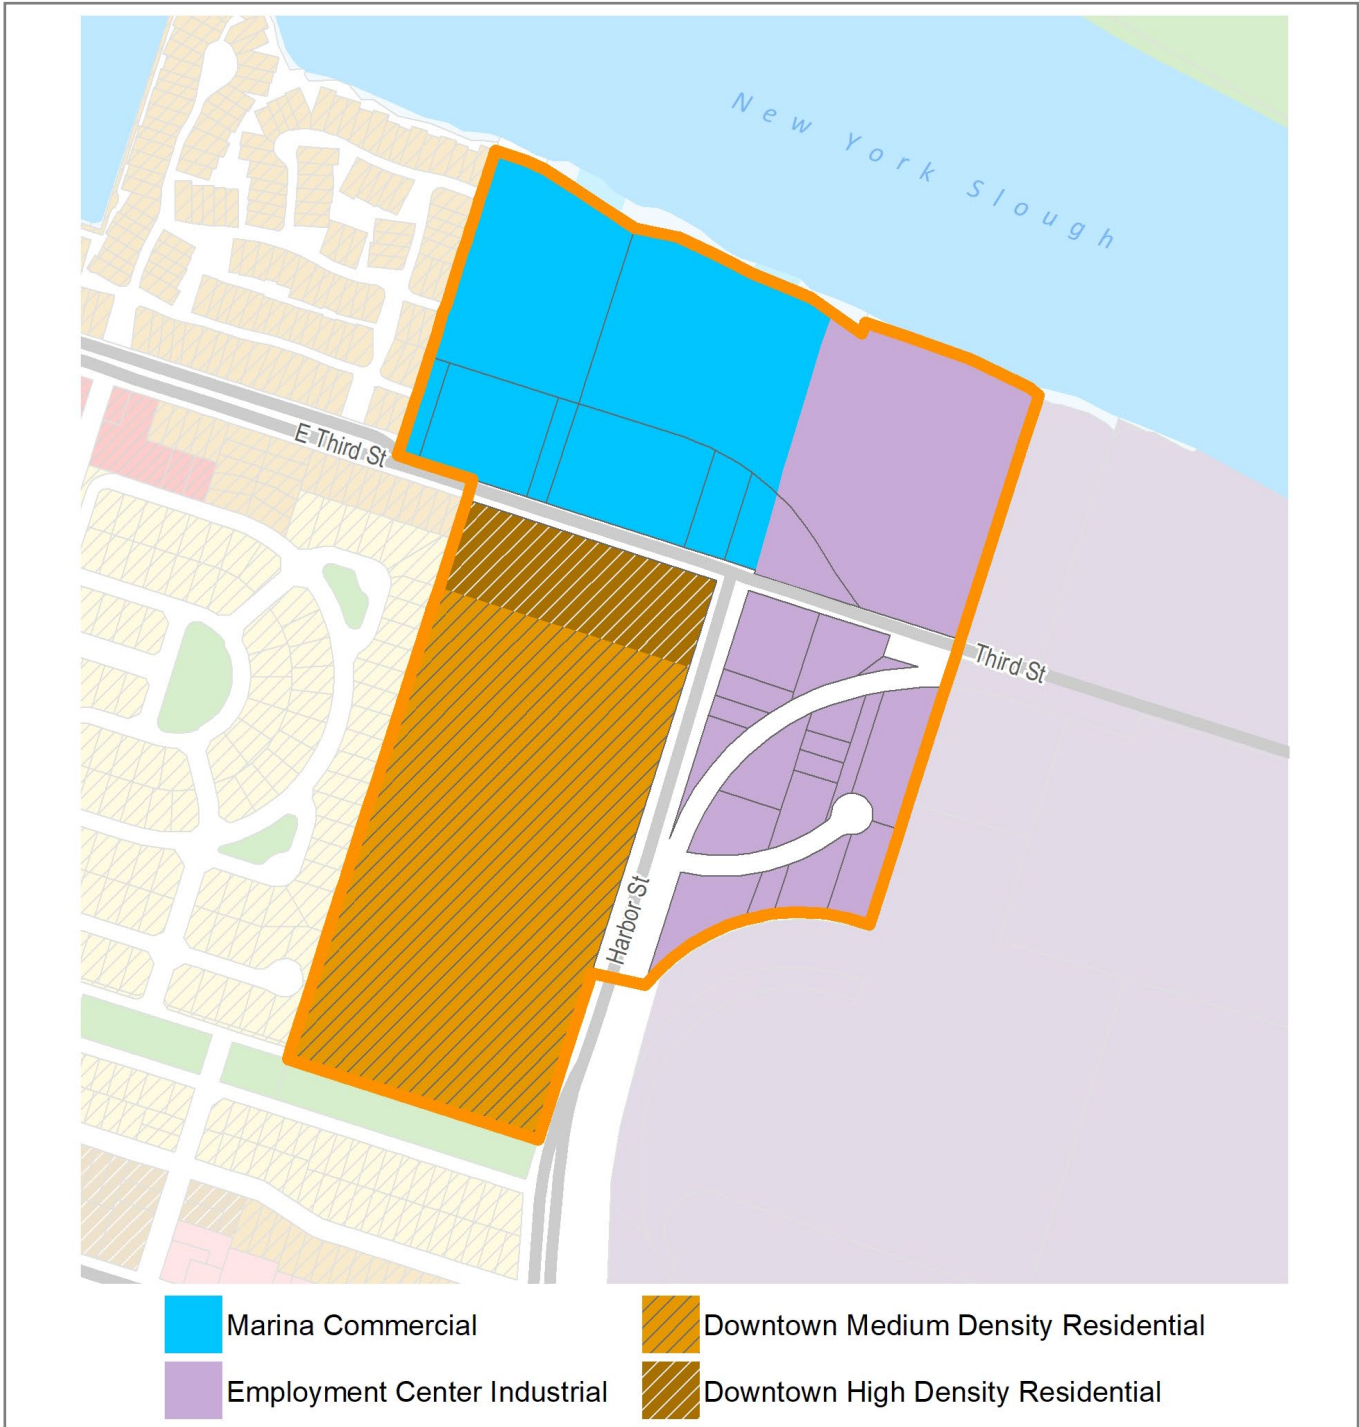 New York Slough
E Third St
Third St
Harbor St
Marina Commercial
Downtown Medium Density Residential
Employment Center Industrial
Downtown High Density Residential